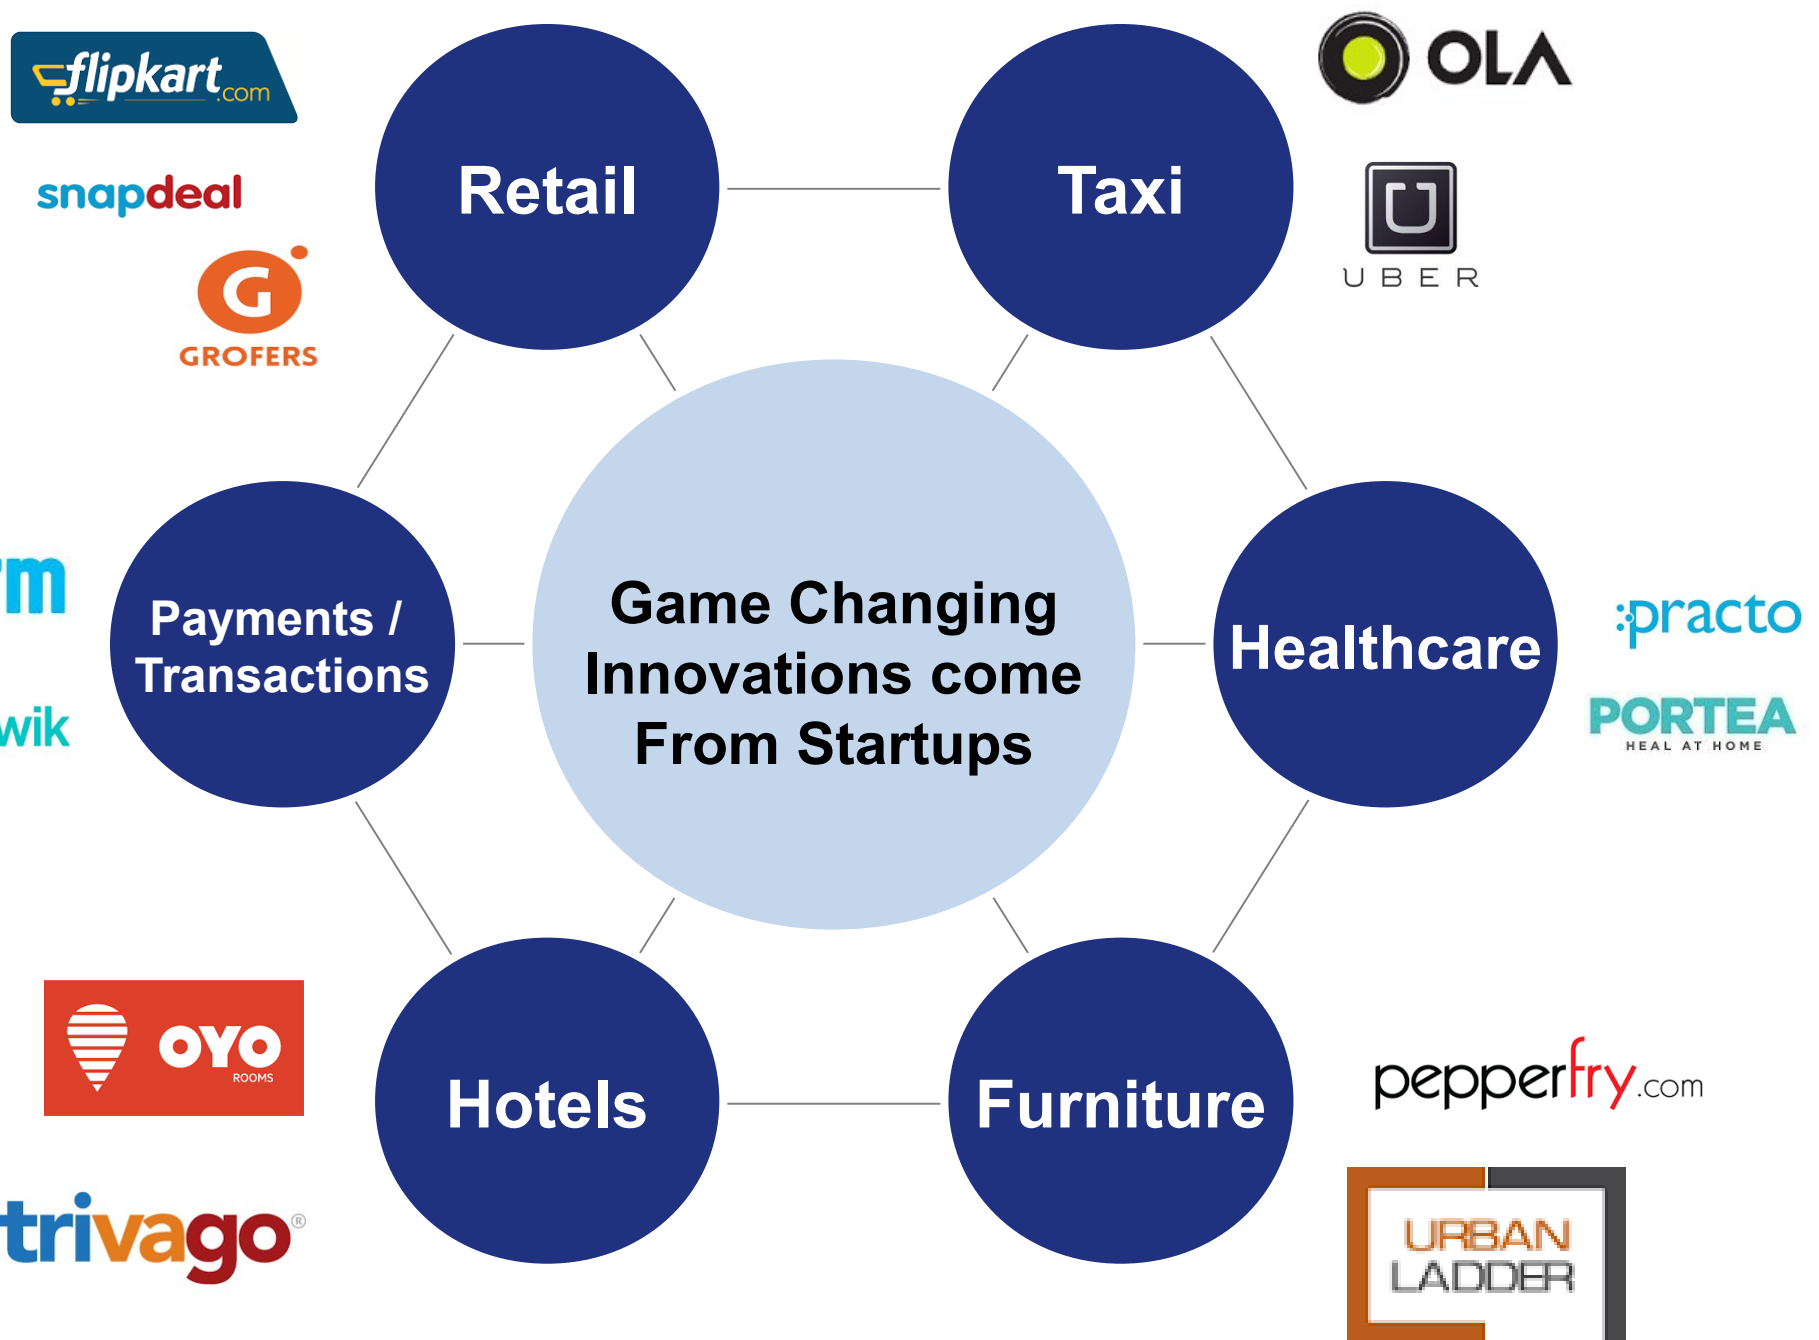 flipkart.com
snapdeal
G
GROFERS
Retail
Taxi
OLA
U
UBER
Payments /
Transactions
wik
Game Changing
Innovations come
From Startups
Healthcare
:practo
PORTEA
HEAL AT HOME
OYO
ROOMS
trivago®
Hotels
Furniture
pepperfry.com
URBAN
LADDER